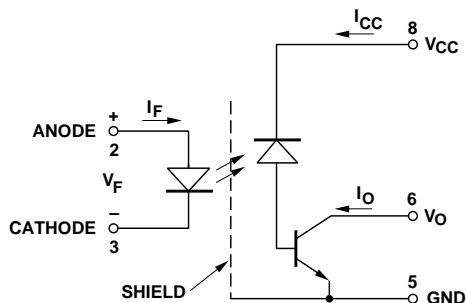 I_CC
8
V_CC
I_F
+
ANODE
2
V_F
–
CATHODE
3
I_O
6
V_O
5
SHIELD
GND